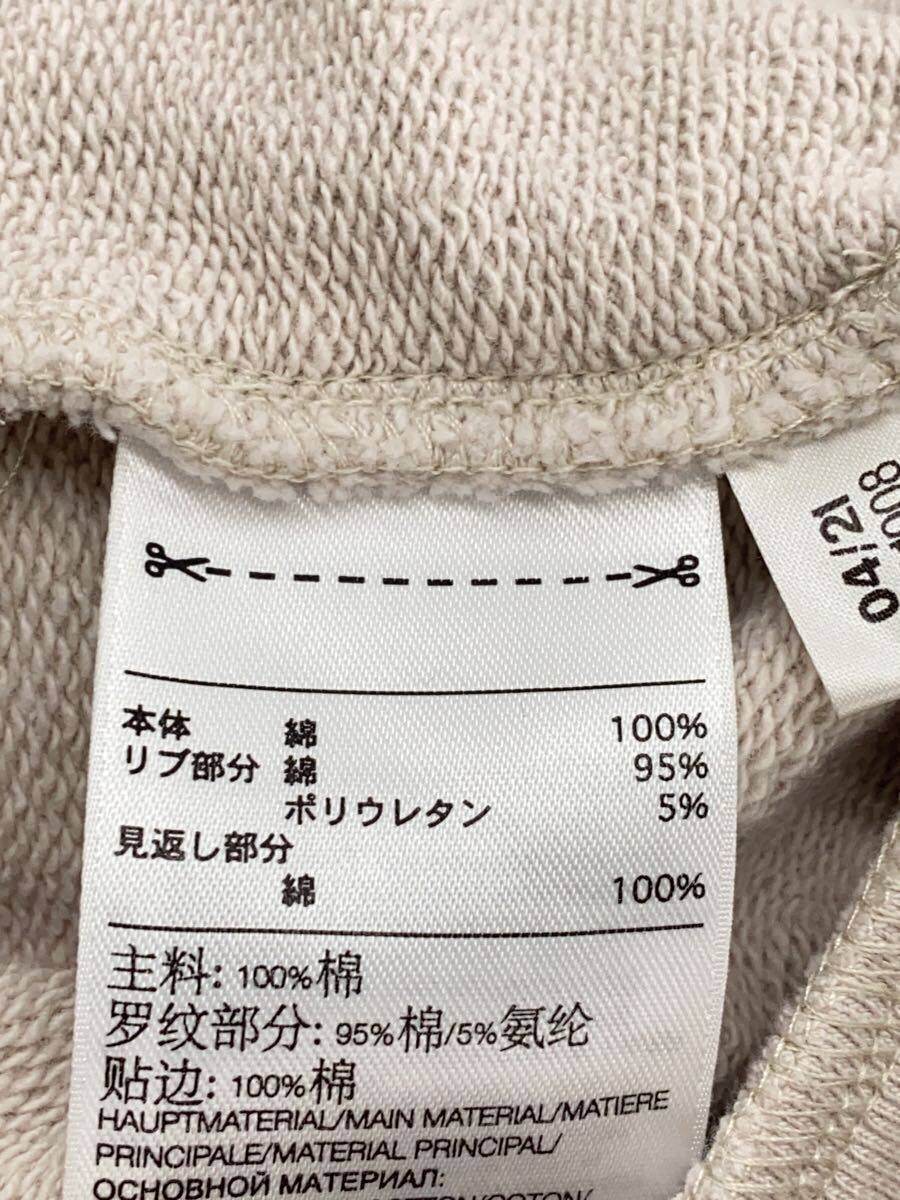 本体 綿 100%
リブ部分 綿 95%
ポリウレタン 5%
見返し部分
綿 100%
主料: 100%棉
罗纹部分: 95%棉/5%氨纶
贴边: 100%棉
HAUPTMATERIAL/MAIN MATERIAL/MATIERE
PRINCIPALE/MATERIAL PRINCIPAL/
ОСНОВНОЙ МАТЕРИАЛ:
04/21